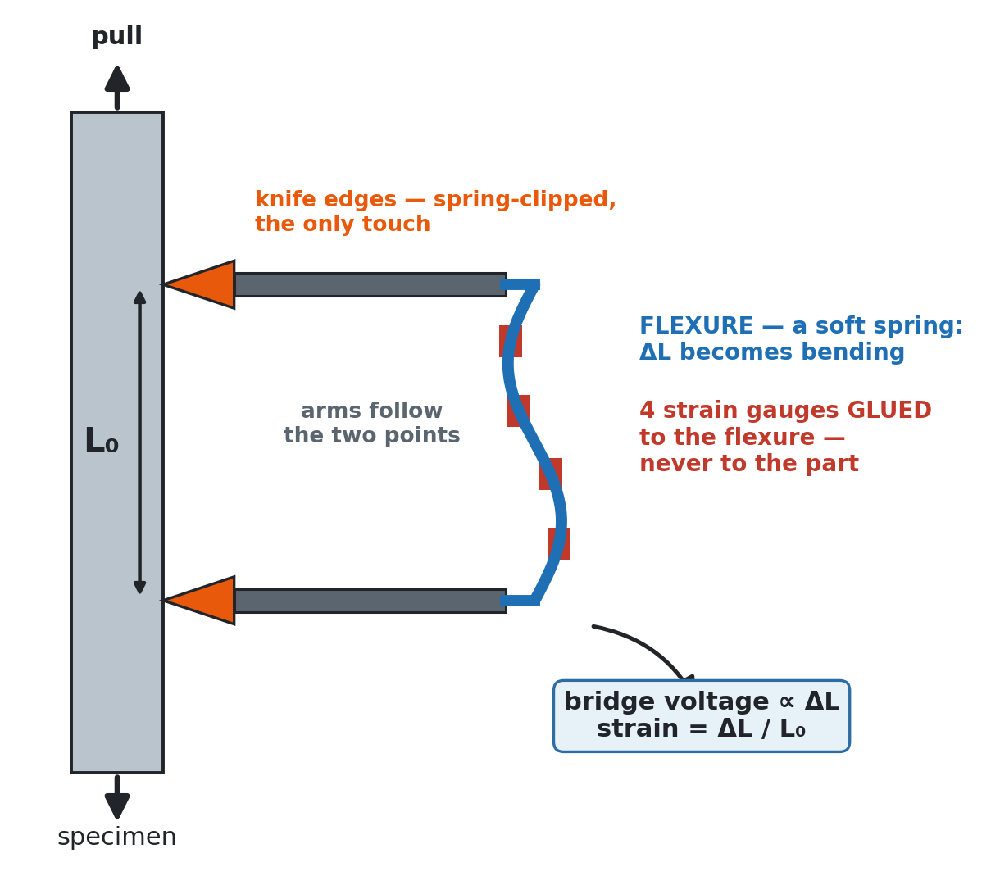 pull
knife edges — spring-clipped,
the only touch
FLEXURE — a soft spring:
ΔL becomes bending
arms follow
the two points
4 strain gauges GLUED
to the flexure —
never to the part
L₀
bridge voltage ∝ ΔL
strain = ΔL / L₀
specimen